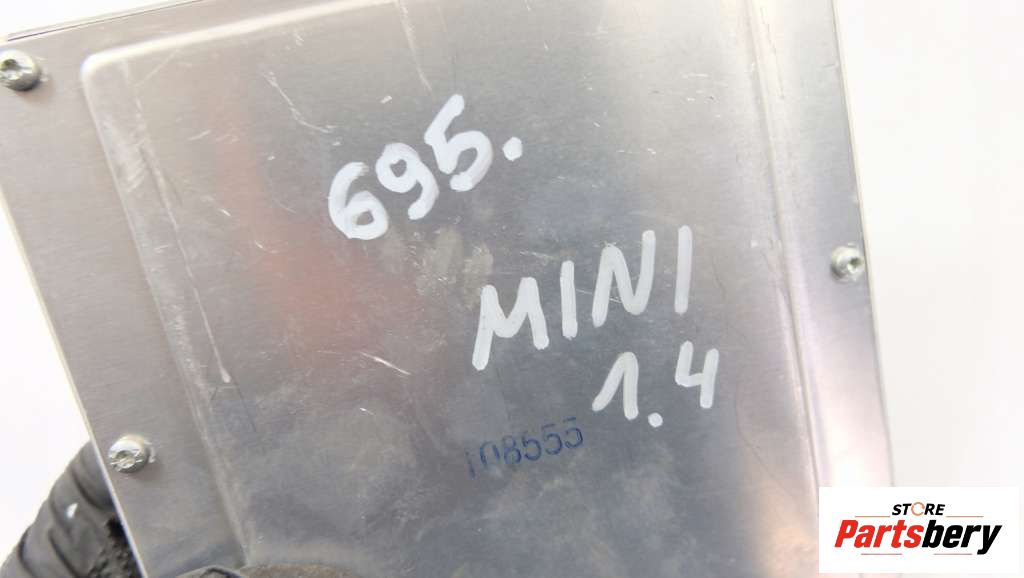 695.
MINI
1.4
108555
STORE
Partsbery